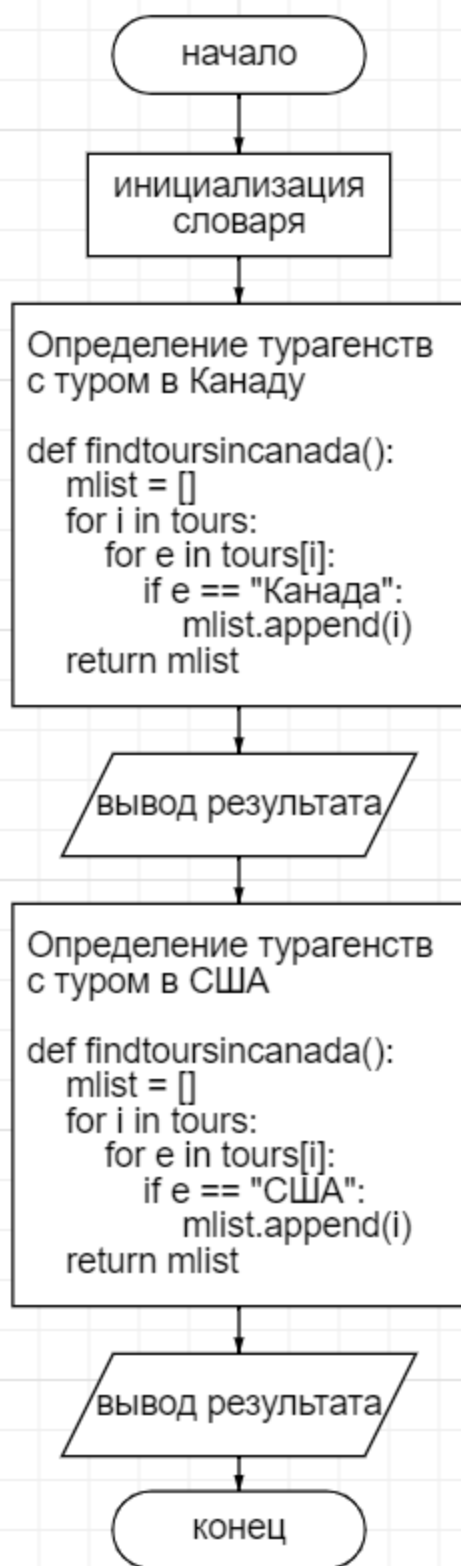 начало
инициализация
словаря
Определение турагенств
с туром в Канаду
def findtoursincanada():
mlist = []
for i in tours:
for e in tours[i]:
if e == "Канада":
mlist.append(i)
return mlist
вывод результата
Определение турагенств
с туром в США
def findtoursincanada():
mlist = []
for i in tours:
for e in tours[i]:
if e == "США":
mlist.append(i)
return mlist
вывод результата
конец